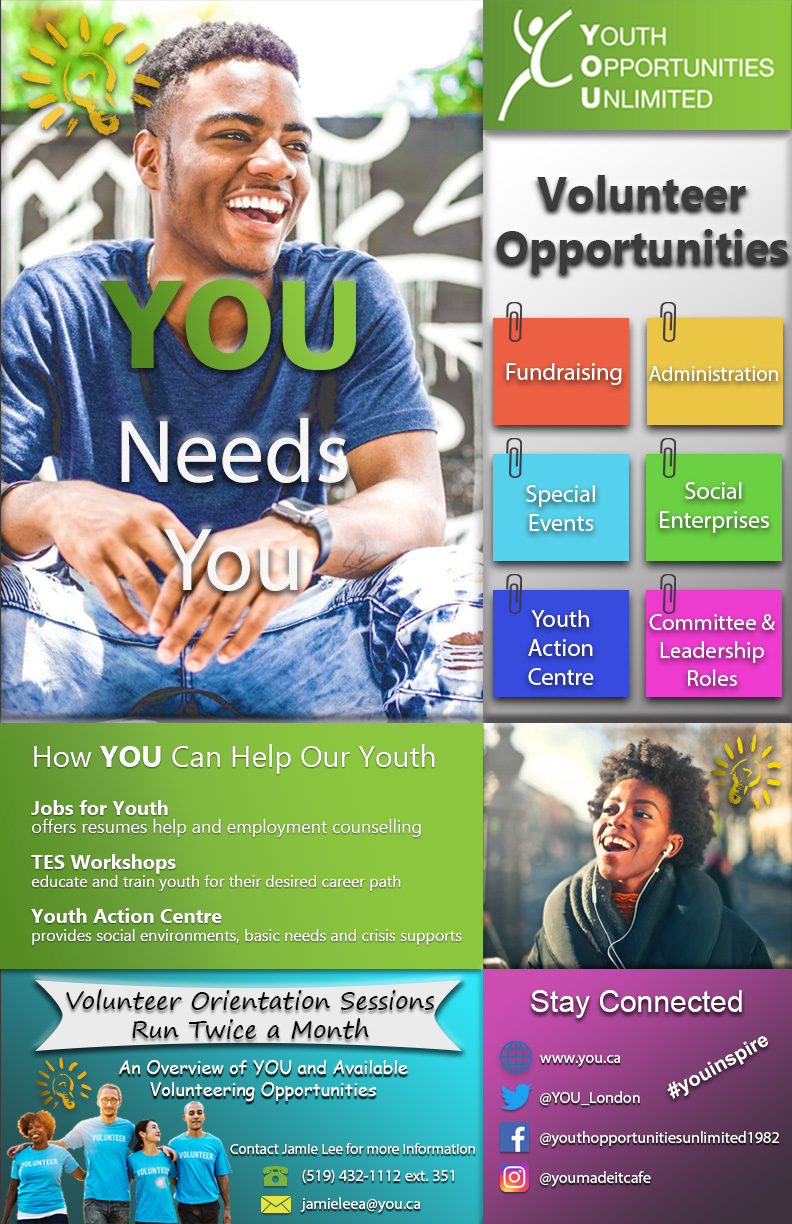 YOUTH
OPPORTUNITIES
UNLIMITED
YOU
Needs
You
Volunteer
Opportunities
Fundraising
Administration
Special
Events
Social
Enterprises
Youth
Action
Centre
Committee &
Leadership
Roles
How YOU Can Help Our Youth
Jobs for Youth
offers resumes help and employment counselling
TES Workshops
educate and train youth for their desired career path
Youth Action Centre
provides social environments, basic needs and crisis supports
Volunteer Orientation Sessions
Run Twice a Month
An Overview of YOU and Available
Volunteering Opportunities
VOLUNTEER
VOLUNTEER
VOLUNTEER
VOLUNTEER
Contact Jamie Lee for more information
(519) 432-1112 ext. 351
jamieleea@you.ca
Stay Connected
www.you.ca
#youinspire
@YOU_London
@youthopportunitiesunlimited1982
@youmadeitcafe